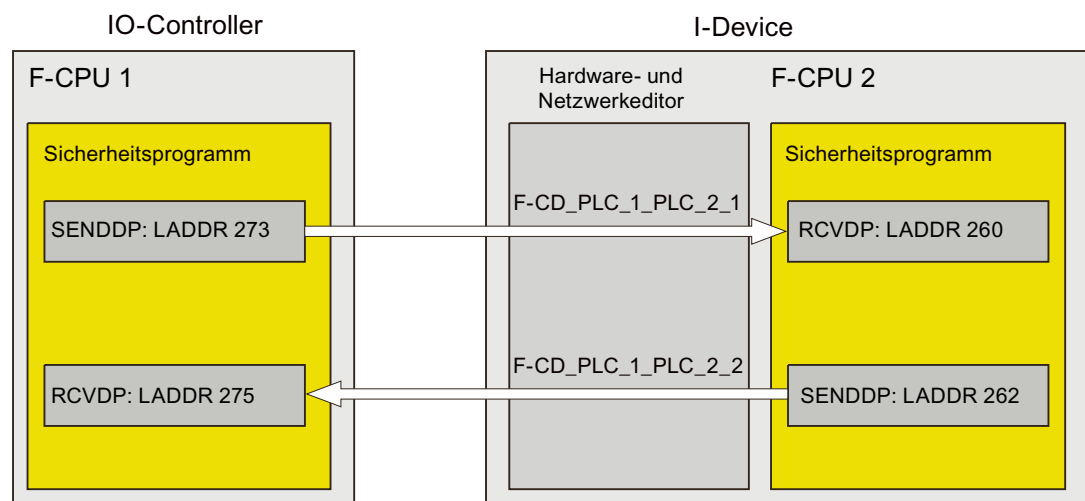 IO-Controller
I-Device
F-CPU 1
Hardware- und
Netzwerkeditor
F-CPU 2
Sicherheitsprogramm
Sicherheitsprogramm
F-CD_PLC_1_PLC_2_1
SENDDP: LADDR 273
RCVDP: LADDR 260
F-CD_PLC_1_PLC_2_2
RCVDP: LADDR 275
SENDDP: LADDR 262